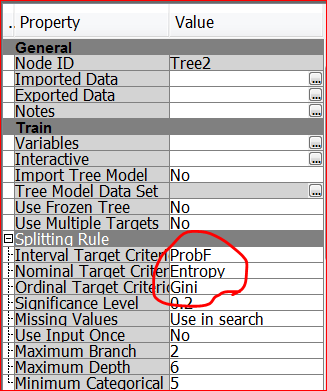 . Property Value
General
Node ID Tree2
Imported Data ...
Exported Data ...
Notes ...
Train
Variables ...
Interactive ...
Import Tree Model No
Tree Model Data Set ...
Use Frozen Tree No
Use Multiple Targets No
Splitting Rule
Interval Target Criteri ProbF
Nominal Target Criter Entropy
Ordinal Target Criteric Gini
Significance Level 0.2
Missing Values Use in search
Use Input Once No
Maximum Branch 2
Maximum Depth 6
Minimum Categorical 5